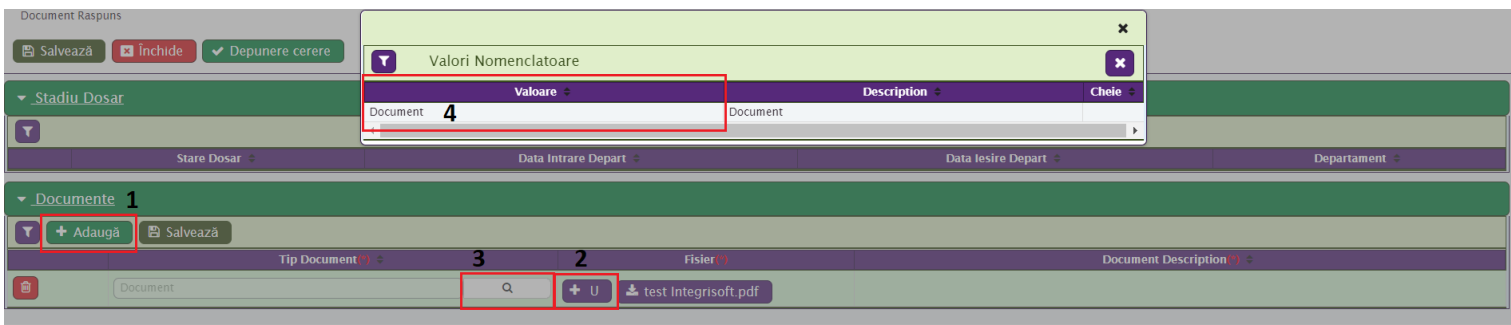 Document Raspuns
Salvează Închide Depunere cerere
Valori Nomenclatoare
Valoare Description Cheie
Document 4 Document
Stadiu Dosar
Stare Dosar Data Intrare Depart Data Iesire Depart Departament
Documente 1
Adaugă Salvează
Tip Document(*) 3 2 Fisier(*) Document Description(*)
Document U test Integrisoft.pdf